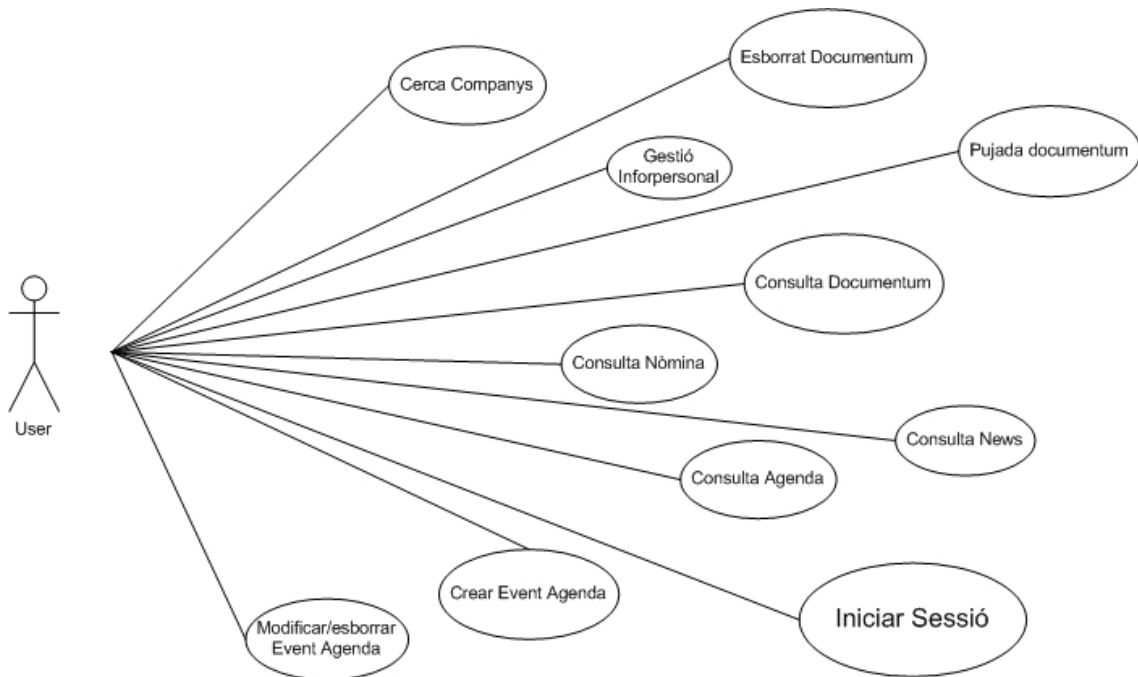 Esborrat Documentum
Cerca Companys
Pujada documentum
Gestió
Inforpersonal
Consulta Documentum
Consulta Nòmina
User
Consulta News
Consulta Agenda
Crear Event Agenda
Iniciar Sessió
Modificar/esborrar
Event Agenda